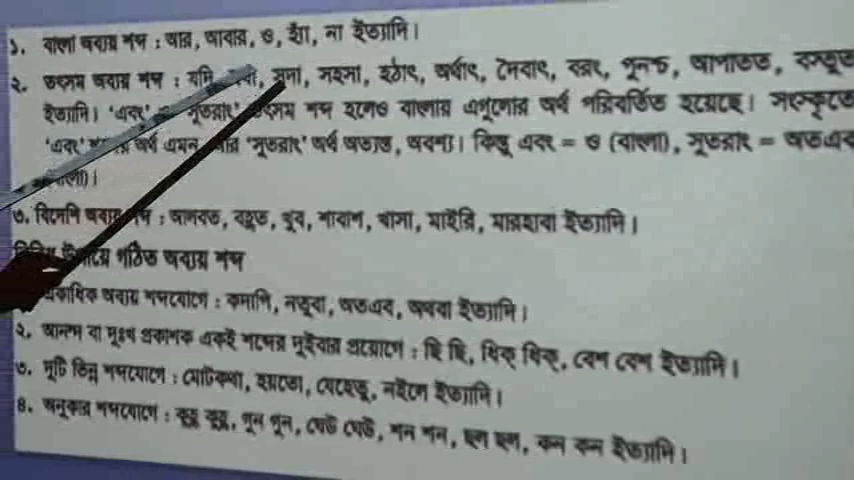 ১. বাংলা অব্যয় শব্দ : আর, আবার, ও, হ্যাঁ, না ইত্যাদি।
২. তৎসম অব্যয় শব্দ : যদি, সদা, সহসা, হঠাৎ, অর্থাৎ, দৈবাৎ, বরং, পুনশ্চ, আপাতত, বস্তুত
ইত্যাদি। 'এবং' ও 'সুতরাং' তৎসম শব্দ হলেও বাংলায় এগুলোর অর্থ পরিবর্তিত হয়েছে। সংস্কৃতে
'এবং' শব্দের অর্থ এমন, আর 'সুতরাং' অর্থ অত্যন্ত, অবশ্য। কিন্তু এবং = ও (বাংলা), সুতরাং = অতএব
(বাংলা)।
৩. বিদেশি অব্যয় শব্দ : আলবত, বহুত, খুব, শাবাশ, খাসা, মাইরি, মারহাবা ইত্যাদি।
বিবিধ উপায়ে গঠিত অব্যয় শব্দ
একাধিক অব্যয় শব্দযোগে : কদাপি, নতুবা, অতএব, অথবা ইত্যাদি।
২. আনন্দ বা দুঃখ প্রকাশক একই শব্দের দুইবার প্রয়োগে : ছি ছি, ধিক্ ধিক্, বেশ বেশ ইত্যাদি।
৩. দুটি ভিন্ন শব্দযোগে : মোটকথা, হয়তো, যেহেতু, নইলে ইত্যাদি।
৪. অনুকার শব্দযোগে : কুহু কুহু, গুন গুন, ঘেউ ঘেউ, শন শন, ছল ছল, কন কন ইত্যাদি।